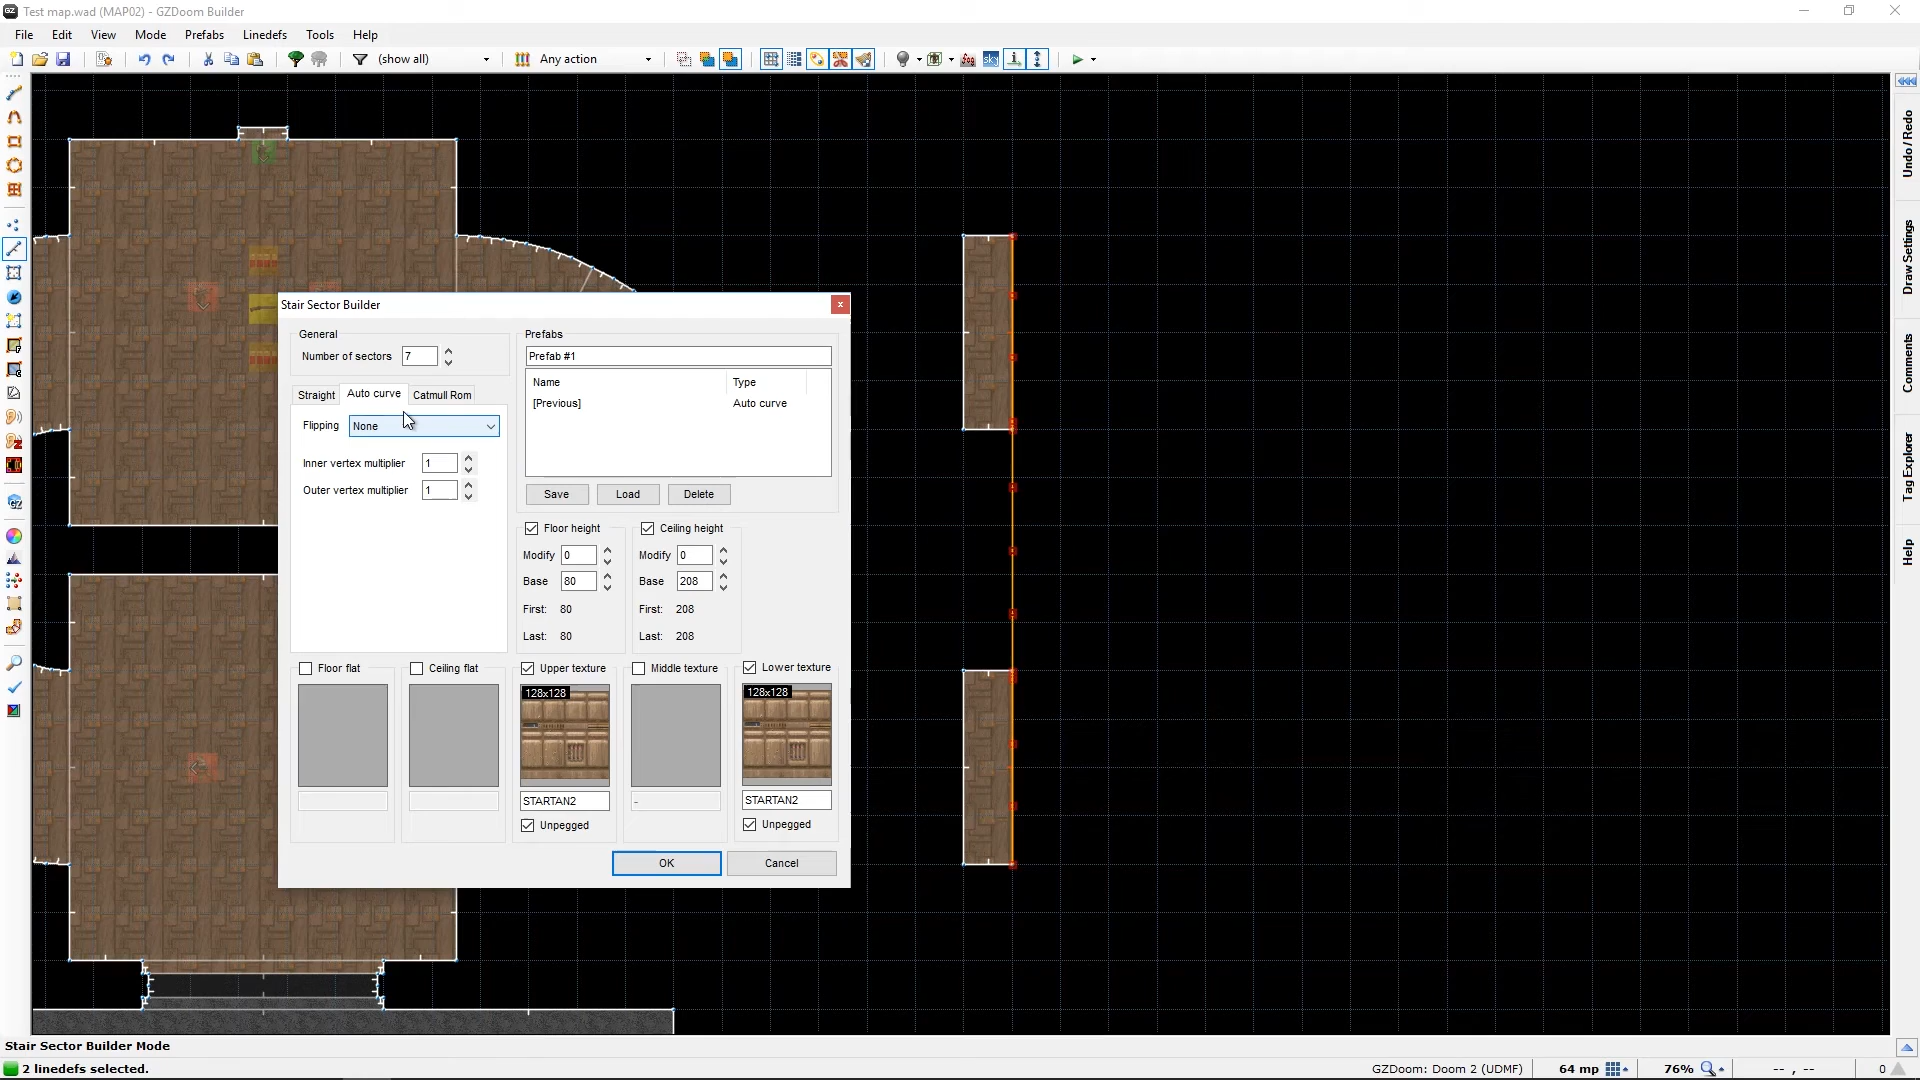 Test map.wad (MAP02) - GZDoom Builder
File Edit View Mode Prefabs Linedefs Tools Help
(show all) Any action
Undo / Redo
Draw Settings
Comments
Tag Explorer
Help
Stair Sector Builder
General
Number of sectors 7
Straight Auto curve Catmull Rom
Flipping None
Inner vertex multiplier 1
Outer vertex multiplier 1
Prefabs
Prefab #1
Name Type
[Previous] Auto curve
Save Load Delete
Floor height Ceiling height
Modify 0 Modify 0
Base 80 Base 208
First: 80 First: 208
Last: 80 Last: 208
Floor flat Ceiling flat Upper texture Middle texture Lower texture
128x128 128x128
STARTAN2 - STARTAN2
Unpegged Unpegged
OK Cancel
Stair Sector Builder Mode
2 linedefs selected.
GZDoom: Doom 2 (UDMF) 64 mp 76% -- , -- 0